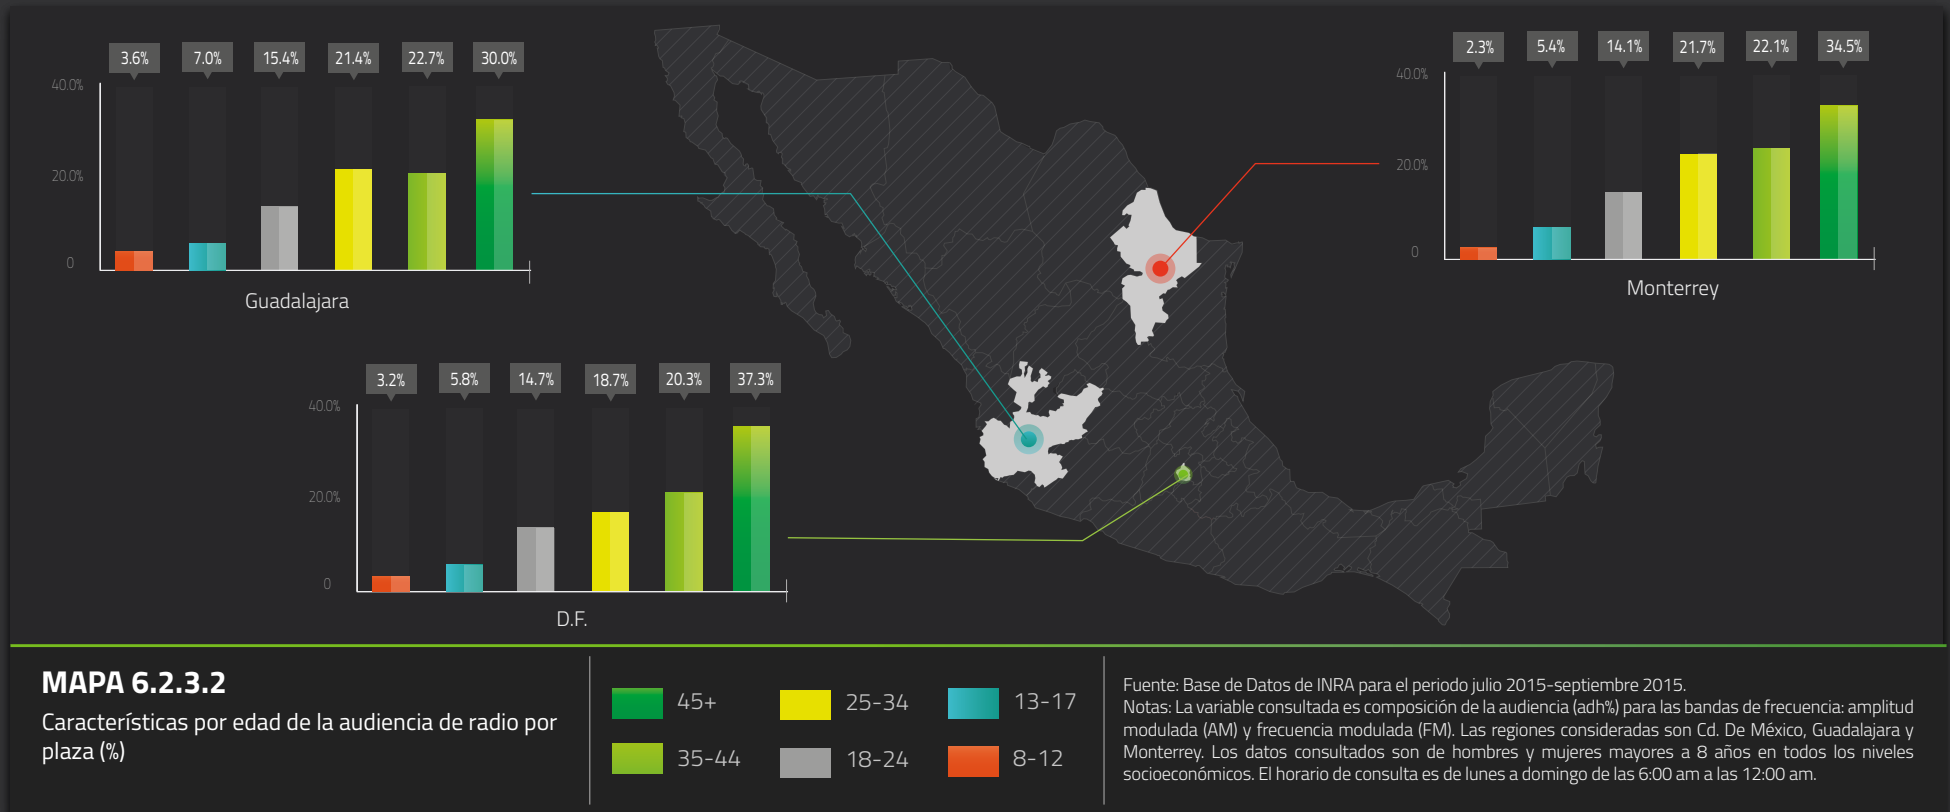 3.6% 7.0% 15.4% 21.4% 22.7% 30.0%
40.0%
20.0%
0
Guadalajara
2.3% 5.4% 14.1% 21.7% 22.1% 34.5%
40.0%
20.0%
0
Monterrey
3.2% 5.8% 14.7% 18.7% 20.3% 37.3%
40.0%
20.0%
0
D.F.
MAPA 6.2.3.2
Características por edad de la audiencia de radio por
plaza (%)
45+ 25-34 13-17
35-44 18-24 8-12
Fuente: Base de Datos de INRA para el periodo julio 2015-septiembre 2015.
Notas: La variable consultada es composición de la audiencia (adh%) para las bandas de frecuencia: amplitud
modulada (AM) y frecuencia modulada (FM). Las regiones consideradas son Cd. De México, Guadalajara y
Monterrey. Los datos consultados son de hombres y mujeres mayores a 8 años en todos los niveles
socioeconómicos. El horario de consulta es de lunes a domingo de las 6:00 am a las 12:00 am.